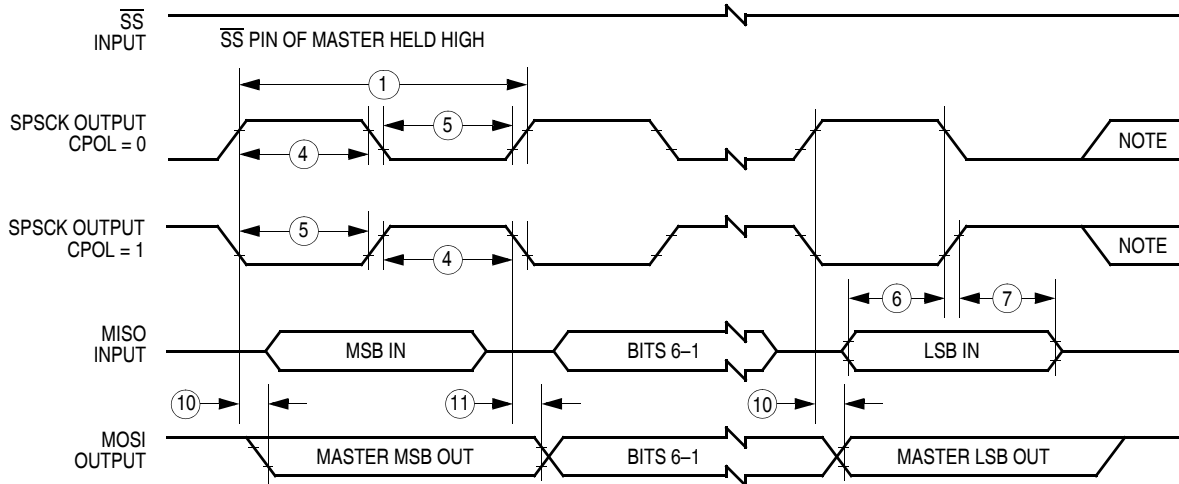 SS
INPUT
SS PIN OF MASTER HELD HIGH
1
SPSCK OUTPUT
CPOL = 0
5
4
NOTE
SPSCK OUTPUT
CPOL = 1
5
4
NOTE
6
7
MISO
INPUT
MSB IN
BITS 6–1
LSB IN
10
11
10
MOSI
OUTPUT
MASTER MSB OUT
BITS 6–1
MASTER LSB OUT